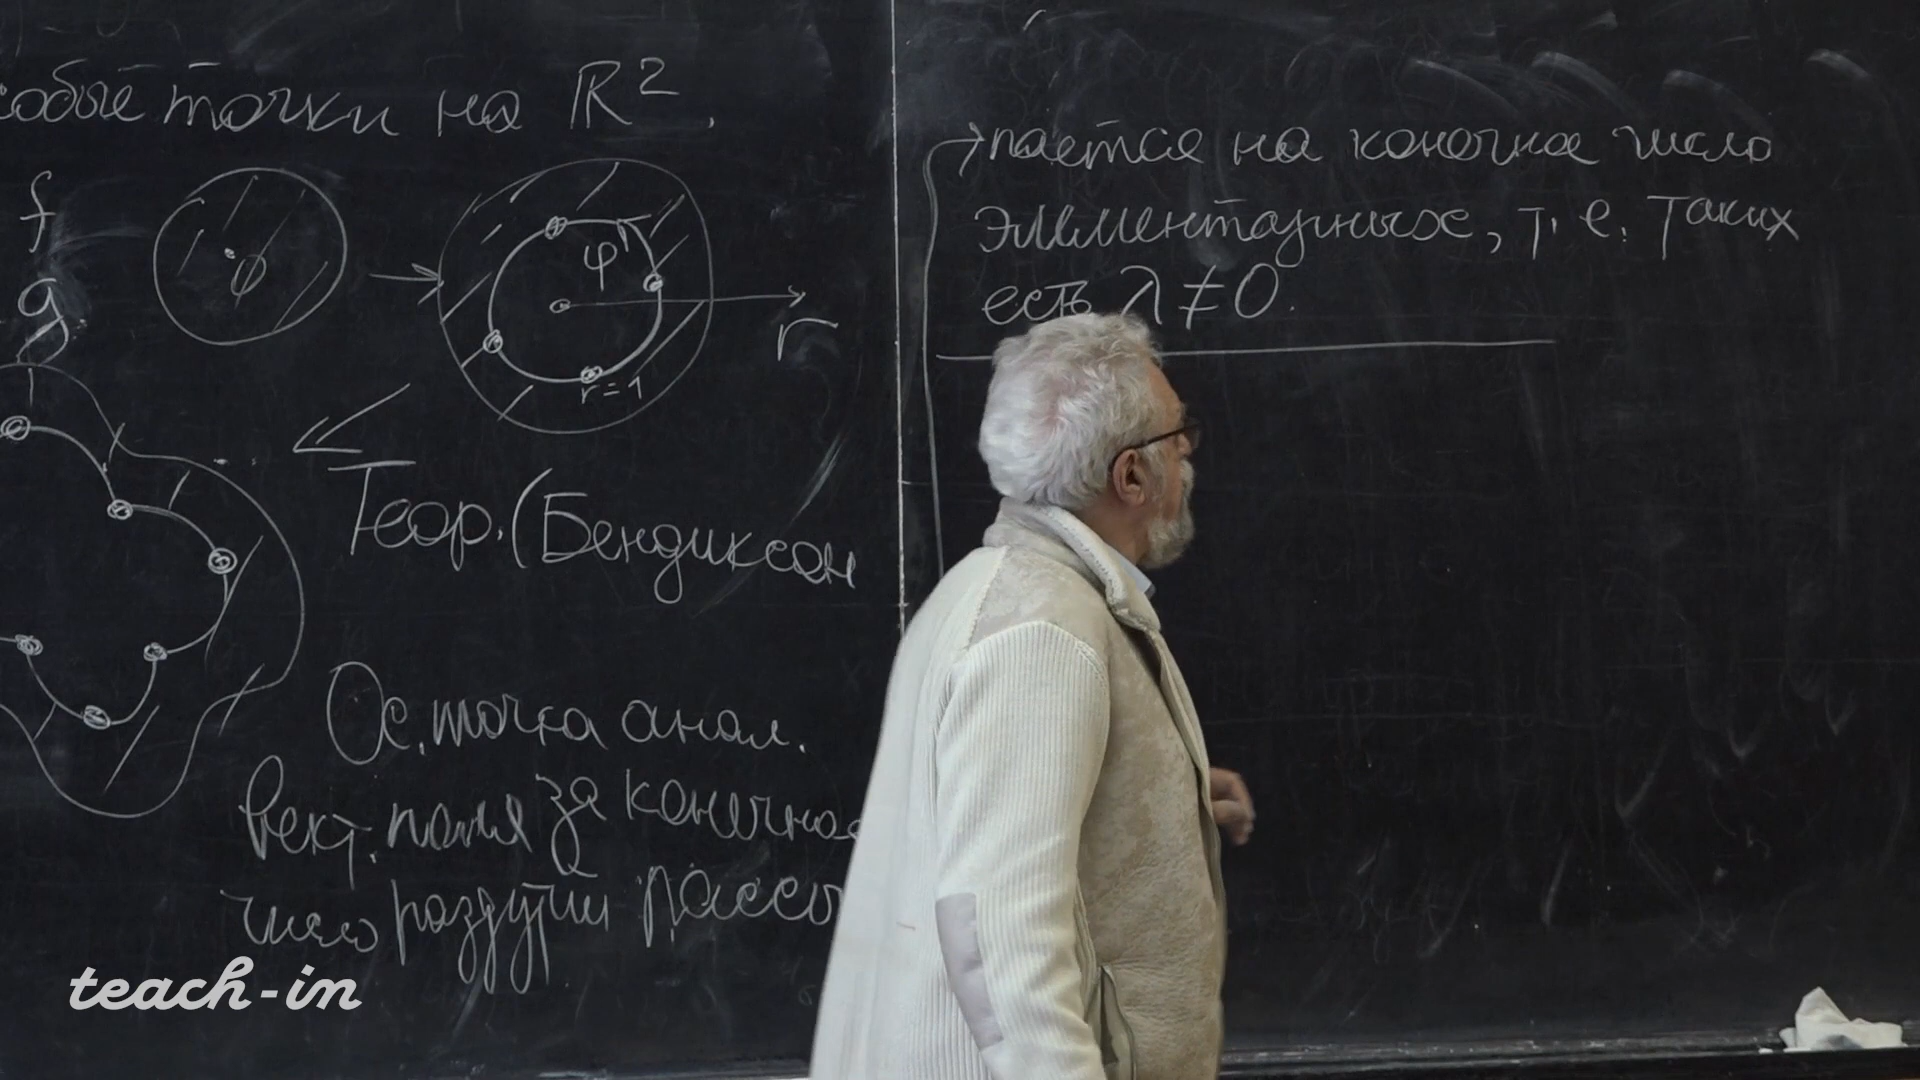 собые точки на ℝ².
f
g
φ
φ
r
r=1
Теор. (Бендиксон
Ос. точка анал.
вект. поля за конечное
число раздутий рассы
пается на конечное число
элементарных, т.е. таких
есть λ ≠ 0.
teach-in